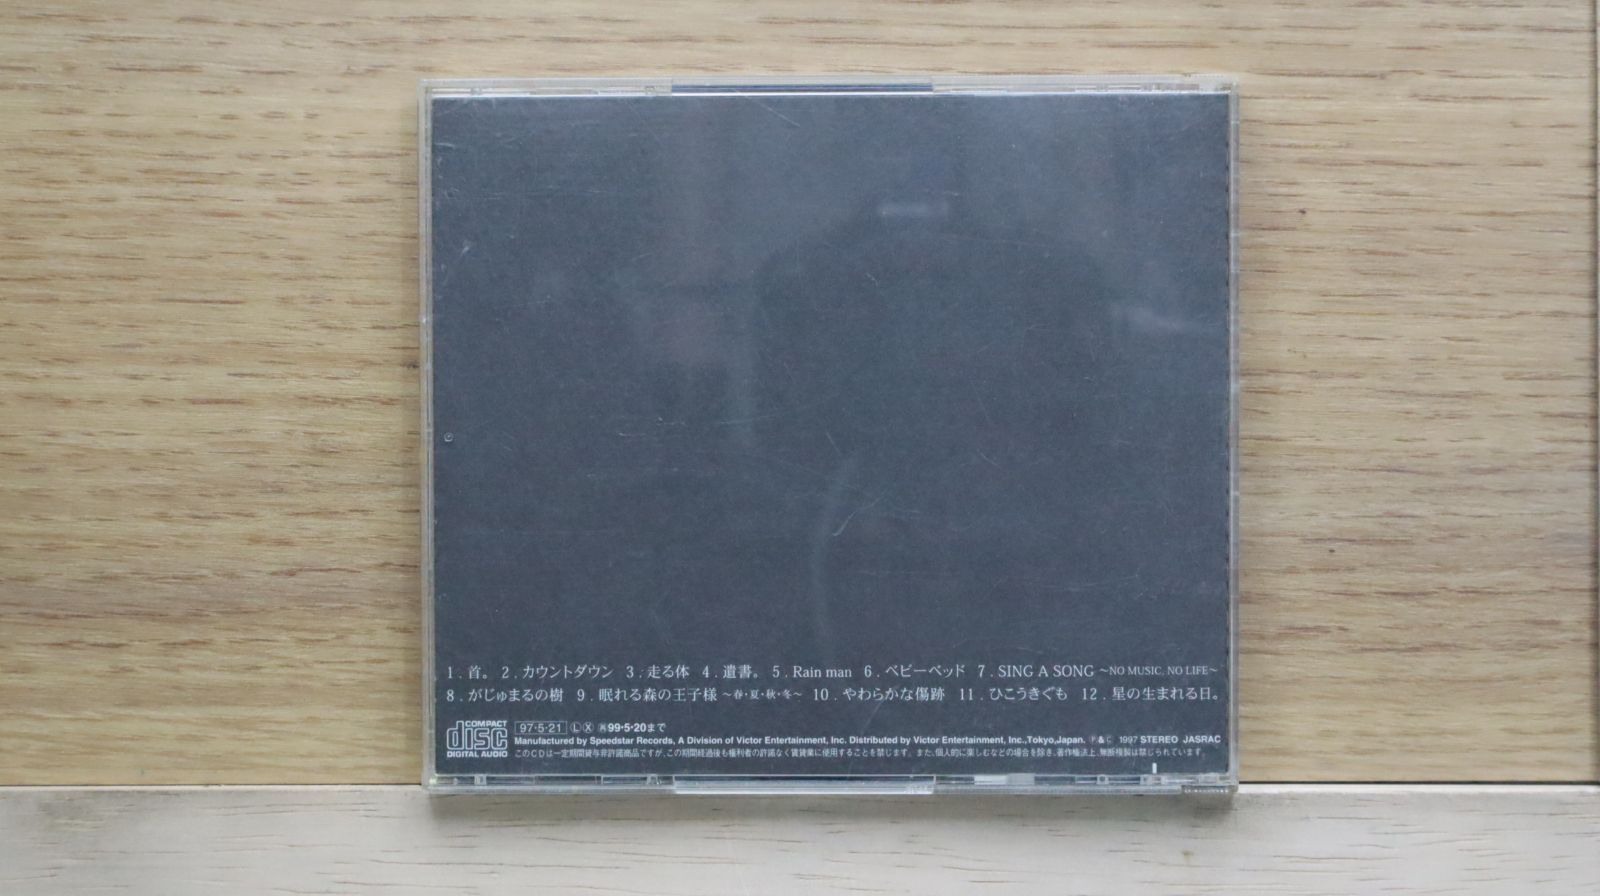 1 . 首。 2 . カウントダウン 3 . 走る体 4 . 遺書。 5 . Rain man 6 . ベビーベッド 7 . SING A SONG ～NO MUSIC, NO LIFE～
8 . がじゅまるの樹 9 . 眠れる森の王子様 ～春・夏・秋・冬～ 10 . やわらかな傷跡 11 . ひこうきぐも 12 . 星の生まれる日。
COMPACT disc DIGITAL AUDIO
97・5・21 Ⓛ Ⓧ 99・5・20まで
Manufactured by Speedstar Records, A Division of Victor Entertainment, Inc. Distributed by Victor Entertainment, Inc.,Tokyo,Japan. Ⓟ & Ⓒ 1997 STEREO JASRAC
このCDは一定期間貸与非許諾商品ですが、この期間経過後も権利者の許諾なく賃貸業に使用することを禁じます。また、個人的に楽しむなどの場合を除き、著作権法上、無断複製は禁じられています。